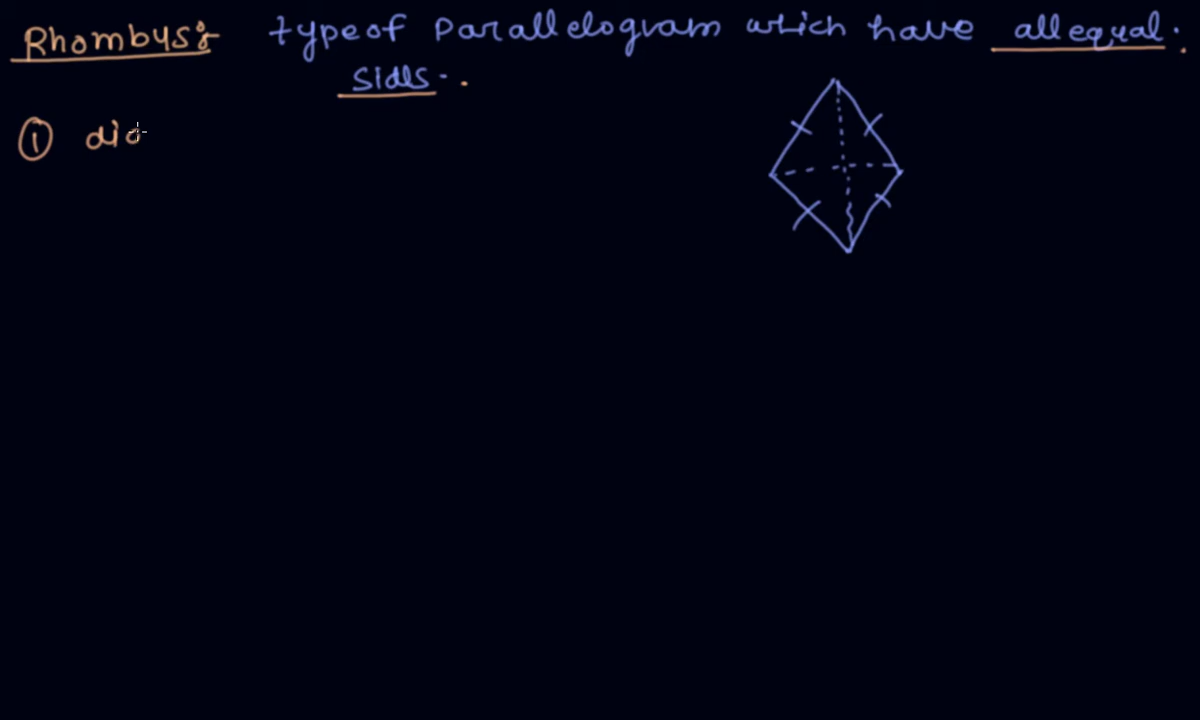 Rhombus: type of parallelogram which have all equal.
sides.
① dia